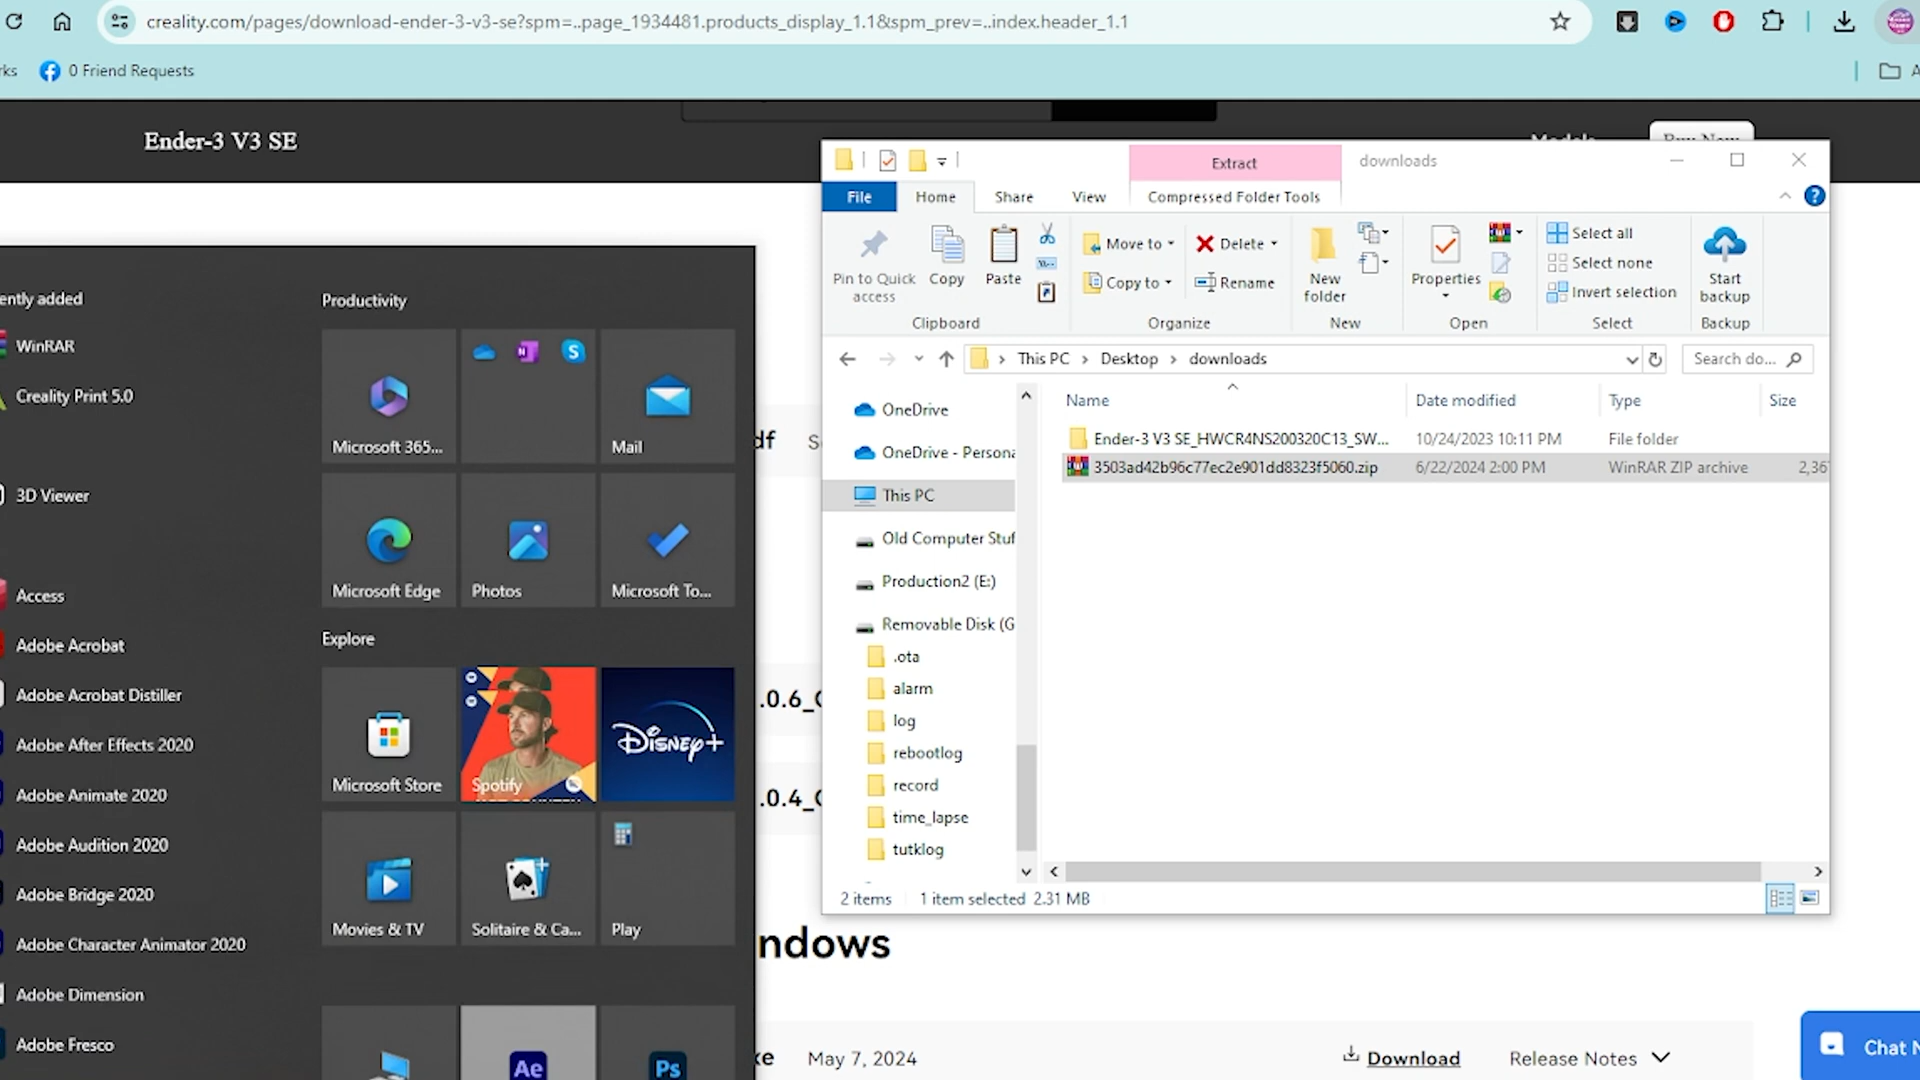 creality.com/pages/download-ender-3-v3-se?spm=..page_1934481.products_display_1.1&spm_prev=..index.header_1.1
0 Friend Requests
Ender-3 V3 SE
Extract
downloads
File
Home
Share
View
Compressed Folder Tools
Pin to Quick access
Copy
Paste
Move to
Copy to
Delete
Rename
New folder
Properties
Select all
Select none
Invert selection
Start backup
Clipboard
Organize
New
Open
Select
Backup
This PC > Desktop > downloads
Search do...
Name
Date modified
Type
Size
Ender-3 V3 SE_HWCR4NS200320C13_SW...
10/24/2023 10:11 PM
File folder
3503ad42b96c77ec2e901dd8323f5060.zip
6/22/2024 2:00 PM
WinRAR ZIP archive
2,36
OneDrive
OneDrive - Persona
This PC
Old Computer Stuf
Production2 (E:)
Removable Disk (G
.ota
alarm
log
rebootlog
record
time_lapse
tutklog
2 items
1 item selected 2.31 MB
ently added
WinRAR
Creality Print 5.0
3D Viewer
Access
Adobe Acrobat
Adobe Acrobat Distiller
Adobe After Effects 2020
Adobe Animate 2020
Adobe Audition 2020
Adobe Bridge 2020
Adobe Character Animator 2020
Adobe Dimension
Adobe Fresco
Productivity
Microsoft 365...
Mail
Microsoft Edge
Photos
Microsoft To...
Explore
Microsoft Store
Spotify
Disney+
Movies & TV
Solitaire & Ca...
Play
Ae
Ps
df
.0.6_
.0.4_
ndows
May 7, 2024
Download
Release Notes
Chat